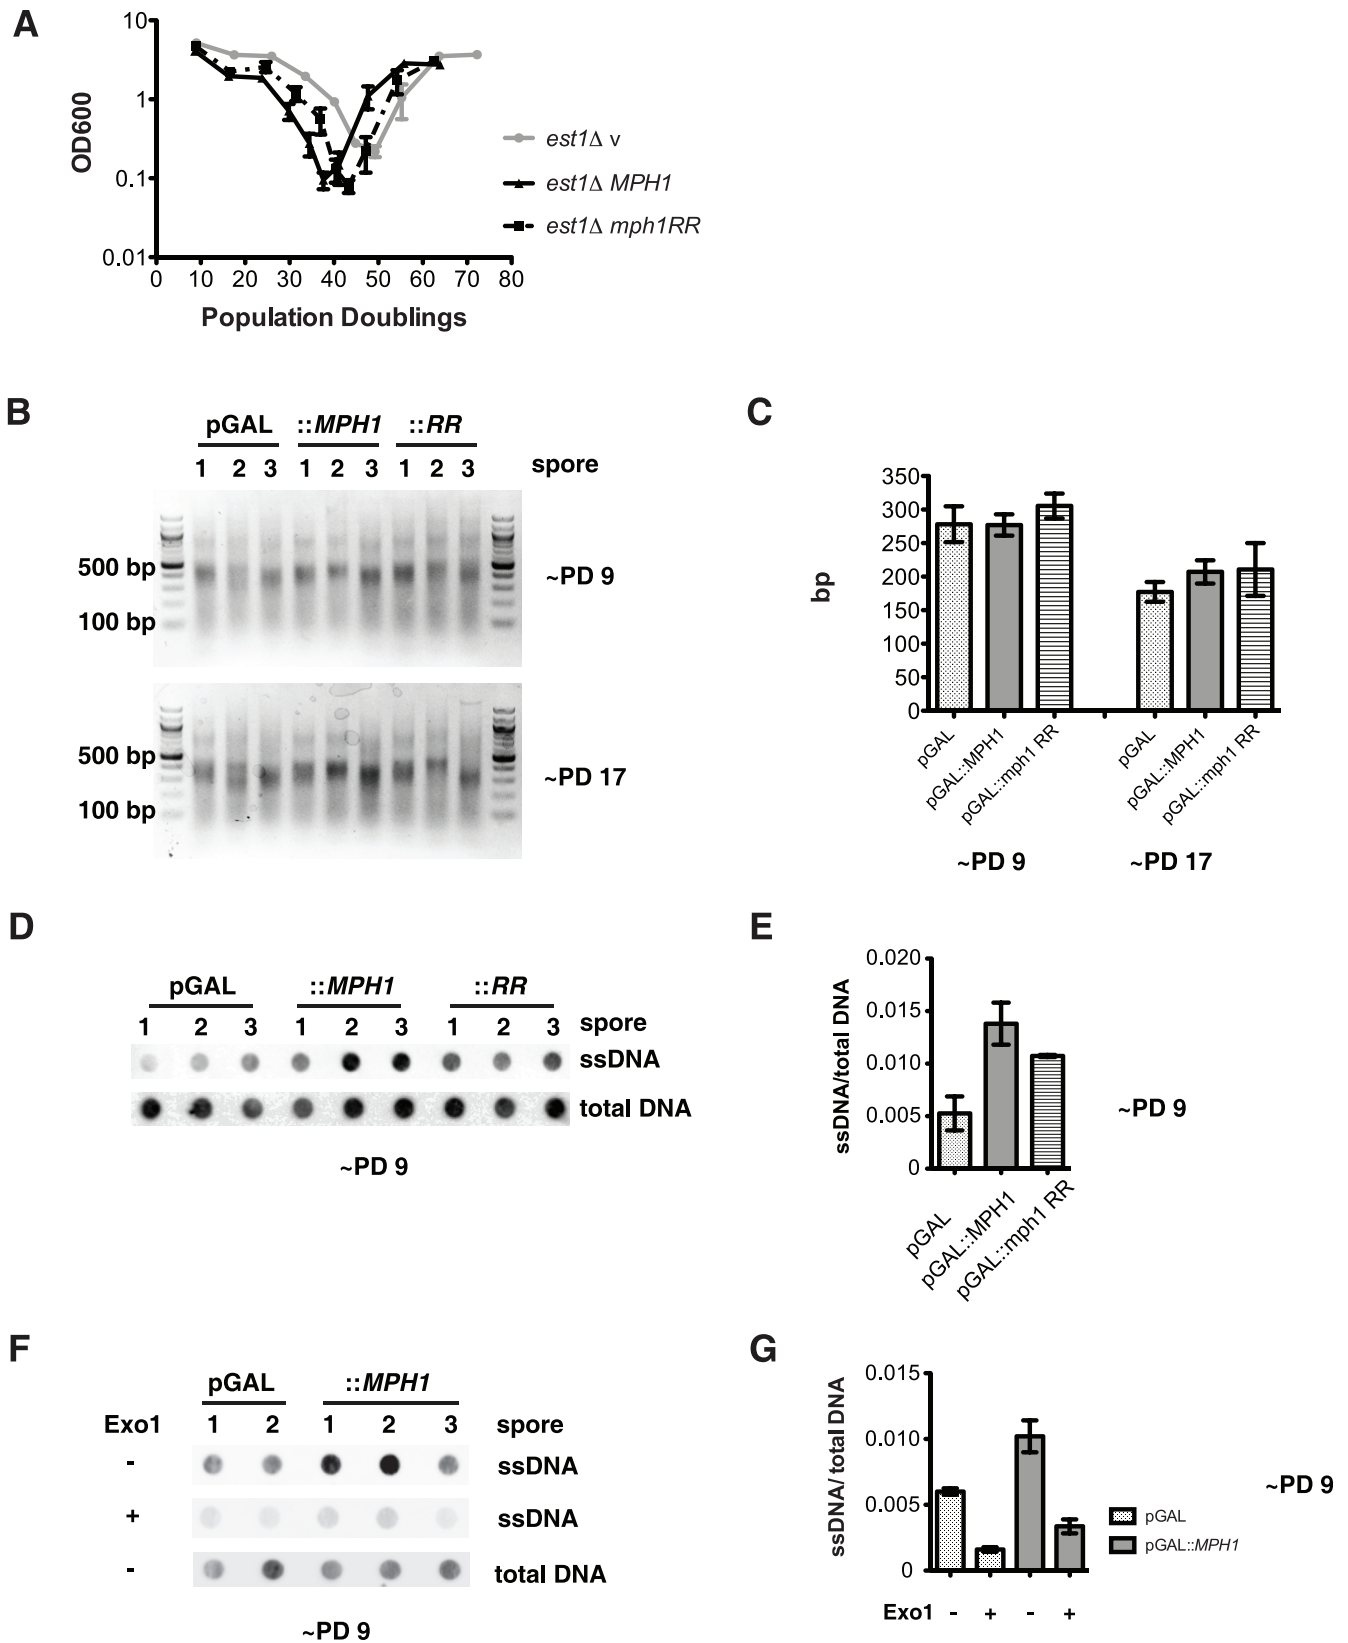 A
10
1
0.1
0.01
OD600
0 10 20 30 40 50 60 70 80
Population Doublings
est1Δ v
est1Δ MPH1
est1Δ mph1RR
B
pGAL ::MPH1 ::RR
1 2 3 1 2 3 1 2 3 spore
500 bp
100 bp
~PD 9
500 bp
100 bp
~PD 17
C
350
300
250
200
150
100
50
0
bp
pGAL
pGAL::MPH1
pGAL::mph1 RR
pGAL
pGAL::MPH1
pGAL::mph1 RR
~PD 9 ~PD 17
D
pGAL ::MPH1 ::RR
1 2 3 1 2 3 1 2 3 spore
ssDNA
total DNA
~PD 9
E
0.020
0.015
0.010
0.005
0
ssDNA/total DNA
pGAL
pGAL::MPH1
pGAL::mph1 RR
~PD 9
F
pGAL ::MPH1
Exo1 1 2 1 2 3 spore
- ssDNA
+ ssDNA
- total DNA
~PD 9
G
0.015
0.010
0.005
0
ssDNA/ total DNA
pGAL
pGAL::MPH1
~PD 9
Exo1 - + - +